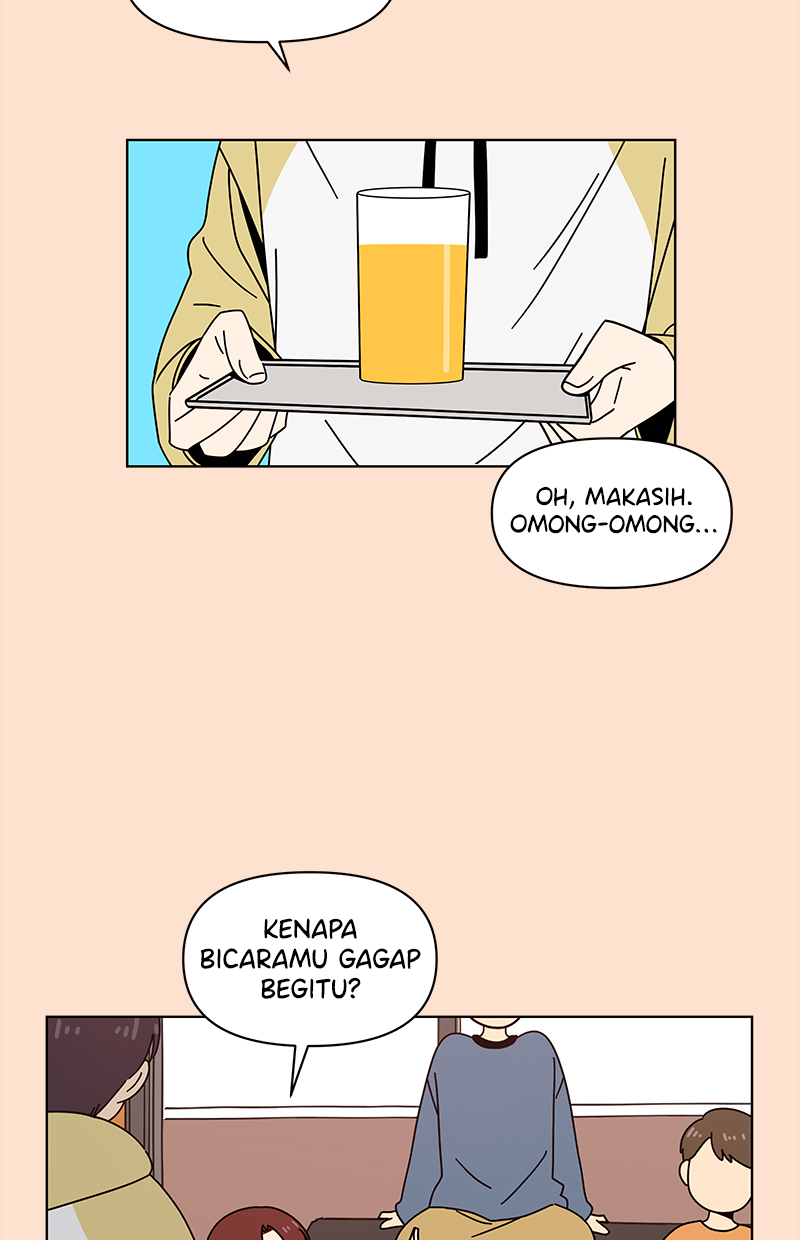 OH, MAKASIH.
OMONG-OMONG...
KENAPA
BICARAMU GAGAP
BEGITU?